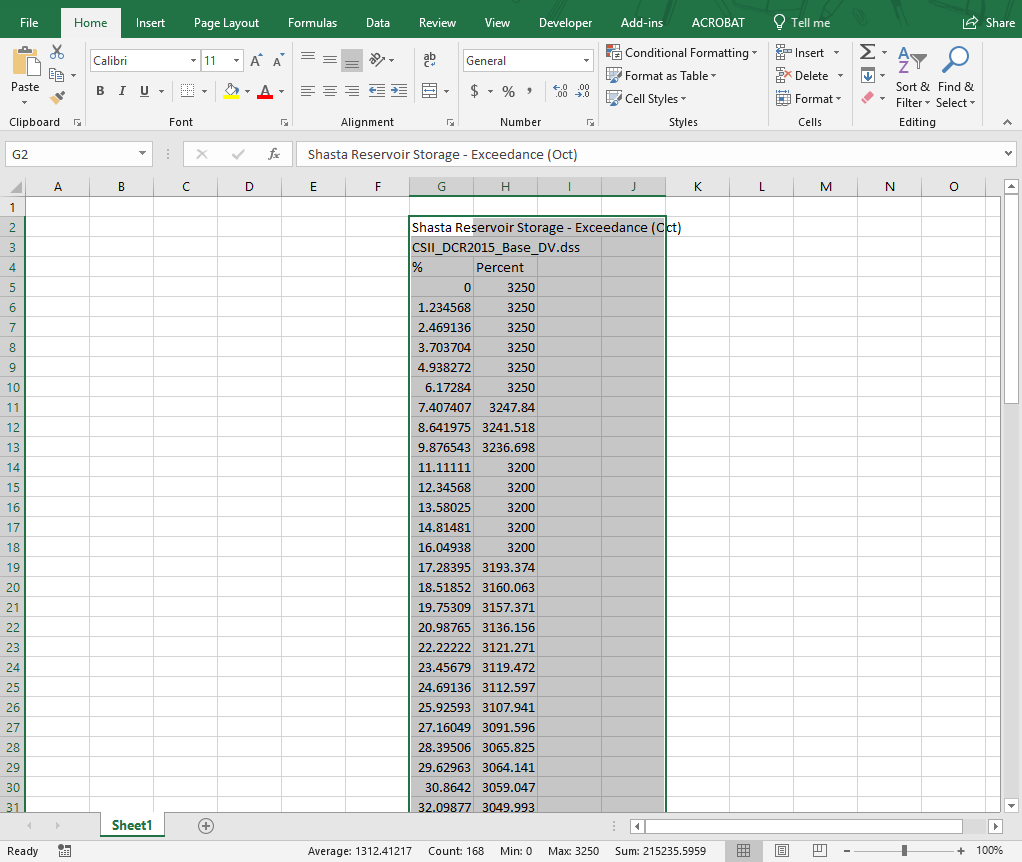 File Home Insert Page Layout Formulas Data Review View Developer Add-ins ACROBAT Tell me Share
Paste
Clipboard
Calibri 11
B I U A
Font
ab
Alignment
General
$ % ,
Number
Conditional Formatting
Format as Table
Cell Styles
Styles
Insert
Delete
Format
Cells
Sort & Filter
Find & Select
Editing
G2 fx Shasta Reservoir Storage - Exceedance (Oct)
A B C D E F G H I J K L M N O
1
2 Shasta Reservoir Storage - Exceedance (Oct)
3 CSII_DCR2015_Base_DV.dss
4 % Percent
5 0 3250
6 1.234568 3250
7 2.469136 3250
8 3.703704 3250
9 4.938272 3250
10 6.17284 3250
11 7.407407 3247.84
12 8.641975 3241.518
13 9.876543 3236.698
14 11.11111 3200
15 12.34568 3200
16 13.58025 3200
17 14.81481 3200
18 16.04938 3200
19 17.28395 3193.374
20 18.51852 3160.063
21 19.75309 3157.371
22 20.98765 3136.156
23 22.22222 3121.271
24 23.45679 3119.472
25 24.69136 3112.597
26 25.92593 3107.941
27 27.16049 3091.596
28 28.39506 3065.825
29 29.62963 3064.141
30 30.8642 3059.047
31 32.09877 3049.993
Sheet1
Ready Average: 1312.41217 Count: 168 Min: 0 Max: 3250 Sum: 215235.5959 100%